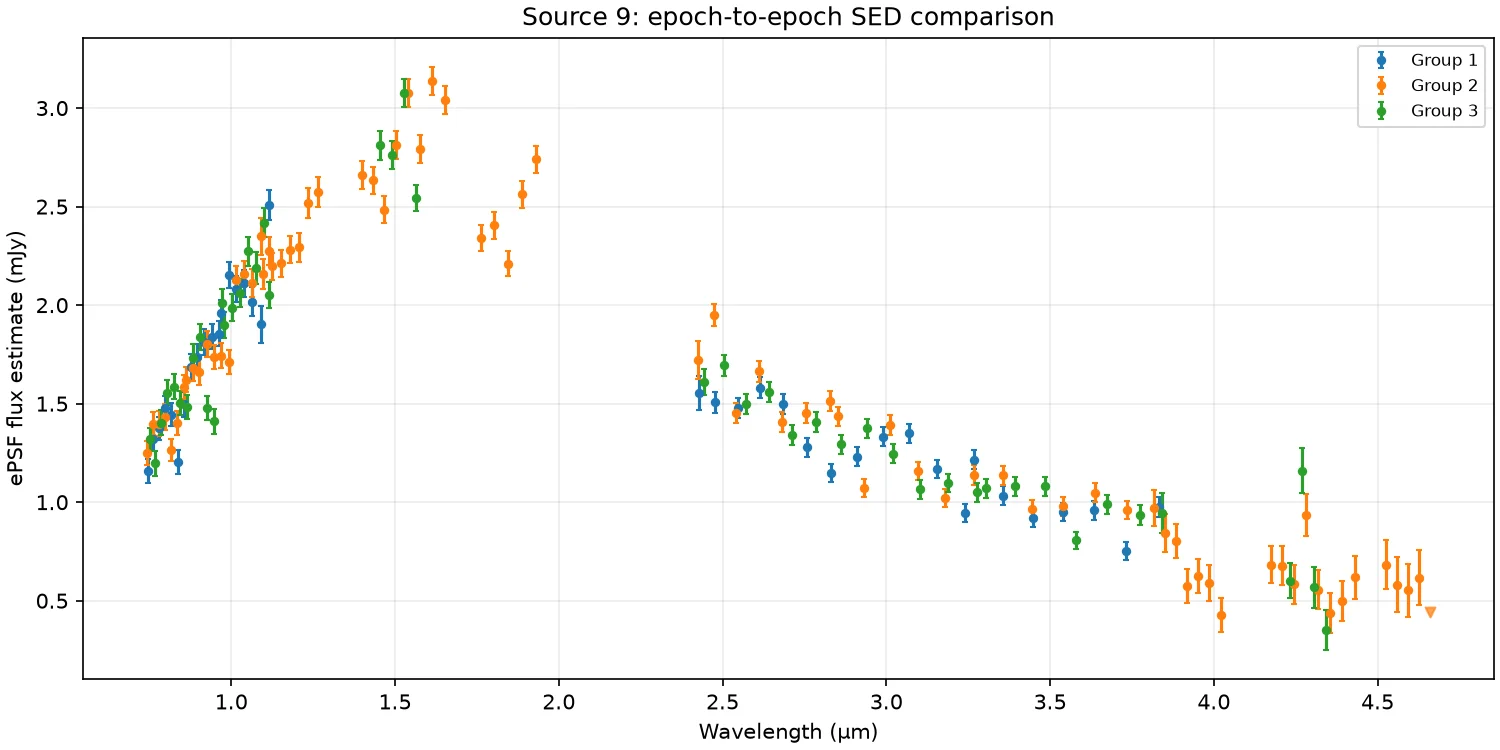 Source 9: epoch-to-epoch SED comparison
Group 1
Group 2
Group 3
ePSF flux estimate (mJy)
3.0
2.5
2.0
1.5
1.0
0.5
1.0 1.5 2.0 2.5 3.0 3.5 4.0 4.5
Wavelength (μm)